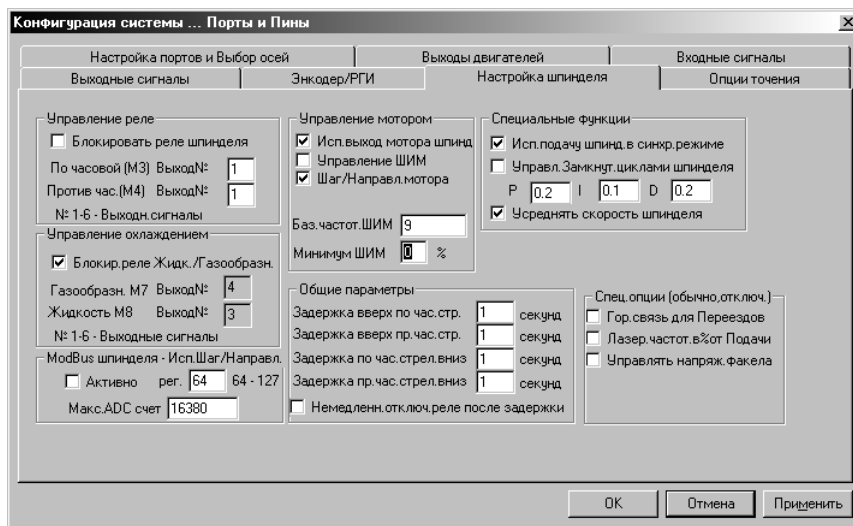 Конфигурация системы ... Порты и Пины
Настройка портов и Выбор осей
Выходы двигателей
Входные сигналы
Выходные сигналы
Энкодер/РГИ
Настройка шпинделя
Опции точения
Управление реле
Блокировать реле шпинделя
По часовой (М3) Выход№ 1
Против час.(М4) Выход№ 1
№ 1-6 - Выходн.сигналы
Управление охлаждением
Блокир.реле Жидк./Газообразн.
Газообразн. М7 Выход№ 4
Жидкость М8 Выход№ 3
№ 1-6 - Выходные сигналы
ModBus шпинделя - Исп.Шаг/Направл.
Активно рег. 64 64 - 127
Макс.ADC счет 16380
Управление мотором
Исп.выход мотора шпинд
Управление ШИМ
Шаг/Направл.мотора
Баз.частот.ШИМ 9
Минимум ШИМ 0 %
Общие параметры
Задержка вверх по час.стр. 1 секунд
Задержка вверх пр.час.стр. 1 секунд
Задержка по час.стрел.вниз 1 секунд
Задержка пр.час.стрел.вниз 1 секунд
Немедленн.отключ.реле после задержки
Специальные функции
Исп.подачу шпинд.в синхр.режиме
Управл.Замкнут.циклами шпинделя
P 0.2 I 0.1 D 0.2
Усреднять скорость шпинделя
Спец.опции (обычно,отключ.)
Гор.связь для Переездов
Лазер.частот.в%от Подачи
Управлять напряж.факела
OK
Отмена
Применить